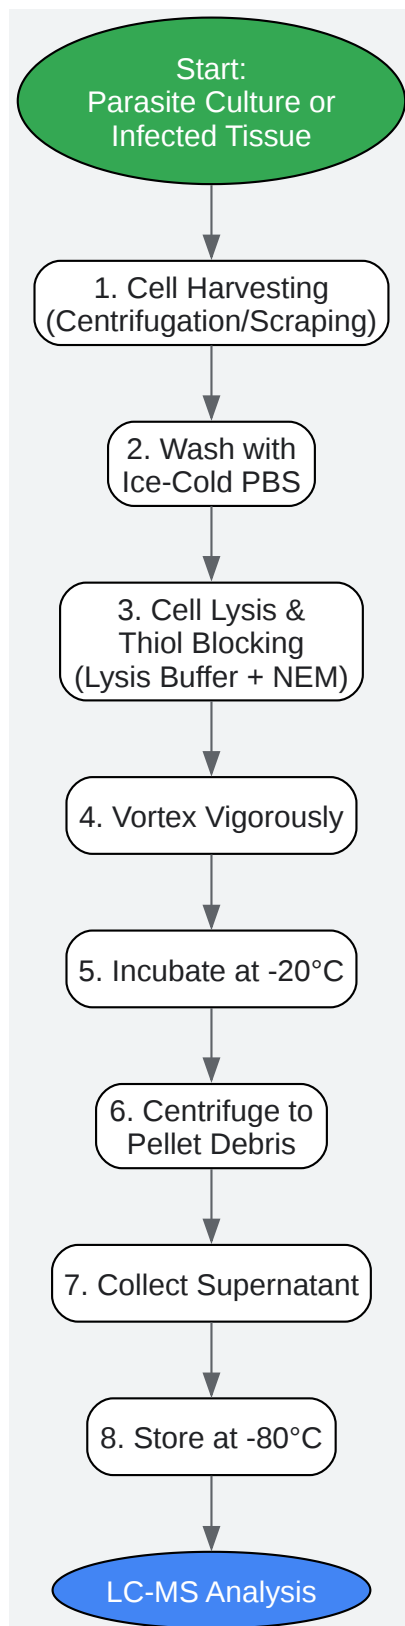 Start:
Parasite Culture or
Infected Tissue
1. Cell Harvesting
(Centrifugation/Scraping)
2. Wash with
Ice-Cold PBS
3. Cell Lysis &
Thiol Blocking
(Lysis Buffer + NEM)
4. Vortex Vigorously
5. Incubate at -20°C
6. Centrifuge to
Pellet Debris
7. Collect Supernatant
8. Store at -80°C
LC-MS Analysis